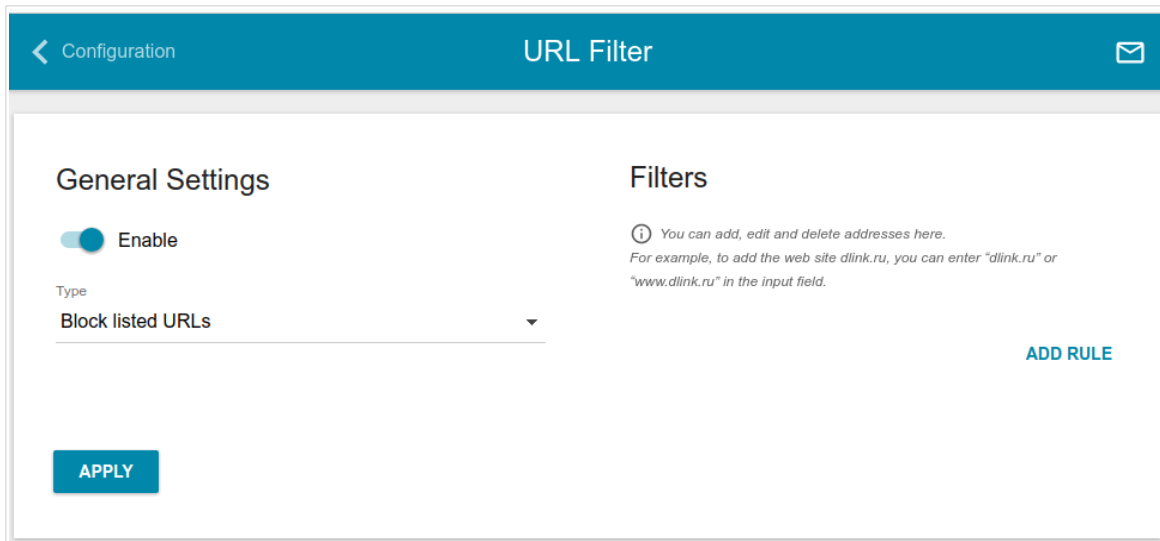 Configuration
URL Filter
General Settings
Enable
Type
Block listed URLs
APPLY
Filters
You can add, edit and delete addresses here.
For example, to add the web site dlink.ru, you can enter “dlink.ru” or
“www.dlink.ru” in the input field.
ADD RULE